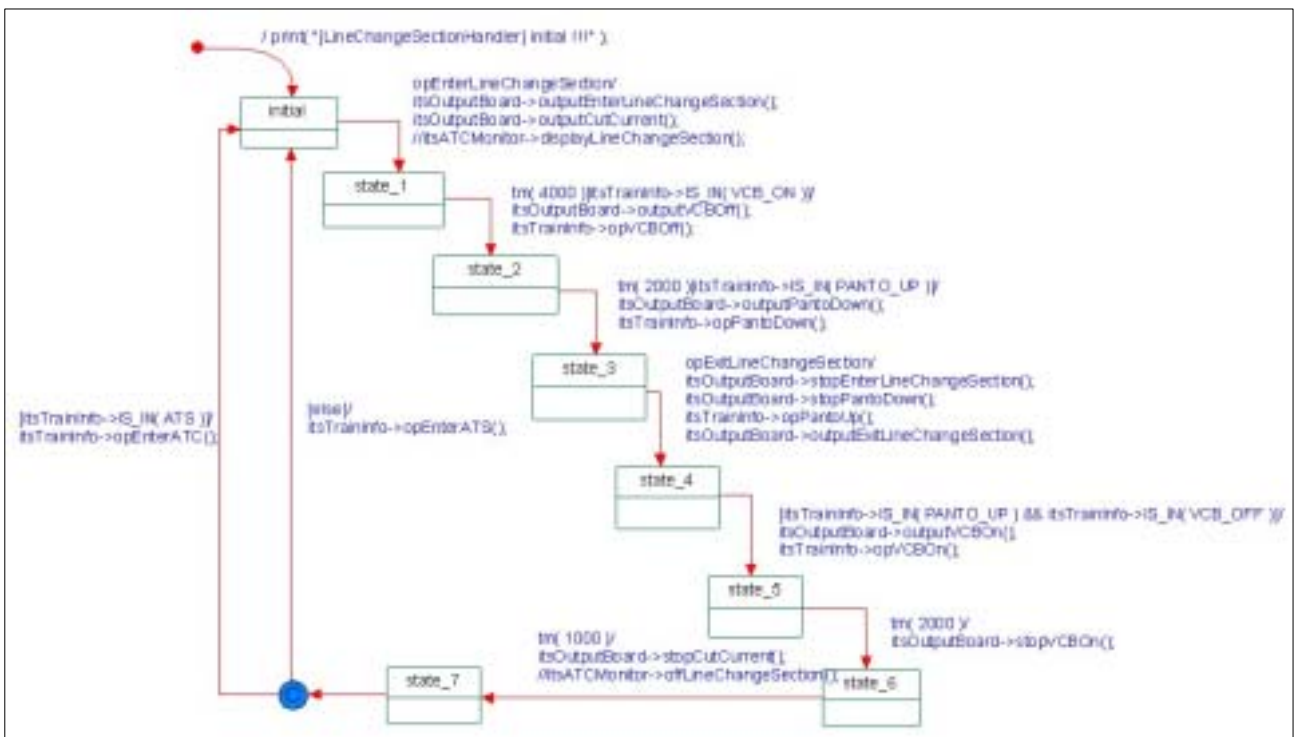 / print( "[LineChangeSectionHandler] initial !!!" );
initial
opEnterLineChangeSection/
itsOutputBoard->outputEnterLineChangeSection();
itsOutputBoard->outputCutCurrent();
//itsATCMonitor->displayLineChangeSection();
state_1
tm( 4000 )[itsTrainInfo->IS_IN( VCB_ON )]/
itsOutputBoard->outputVCBOff();
itsTrainInfo->opVCBOff();
state_2
tm( 2000 )[itsTrainInfo->IS_IN( PANTO_UP )]/
itsOutputBoard->outputPantoDown();
itsTrainInfo->opPantoDown();
state_3
opExitLineChangeSection/
itsOutputBoard->stopEnterLineChangeSection();
itsOutputBoard->stopPantoDown();
itsTrainInfo->opPantoUp();
itsOutputBoard->outputExitLineChangeSection();
[itsTrainInfo->IS_IN( ATS )]/
itsTrainInfo->opEnterATC();
[else]/
itsTrainInfo->opEnterATS();
state_4
[itsTrainInfo->IS_IN( PANTO_UP ) && itsTrainInfo->IS_IN( VCB_OFF )]/
itsOutputBoard->outputVCBOn();
itsTrainInfo->opVCBOn();
state_5
tm( 2000 )/
itsOutputBoard->stopVCBOn();
tm( 1000 )/
itsOutputBoard->stopCutCurrent();
//itsATCMonitor->offLineChangeSection();
state_7
state_6